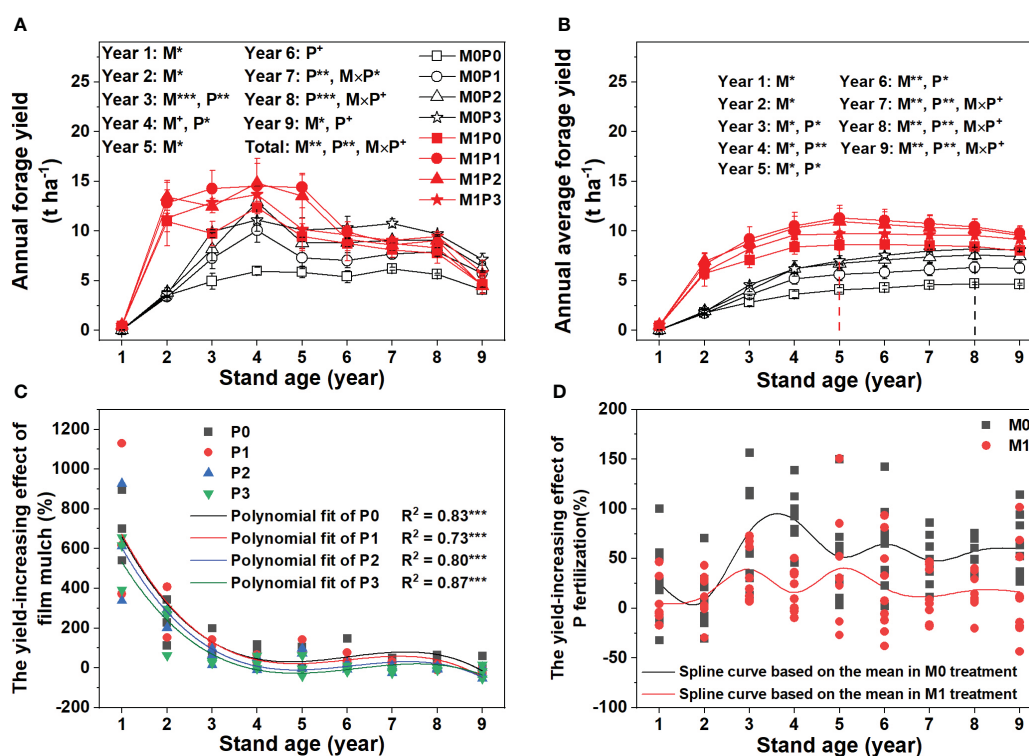 A
Annual forage yield
(t ha-1)
25
20
15
10
5
0
Year 1: M*
Year 2: M*
Year 3: M***, P**
Year 4: M+, P*
Year 5: M*
Year 6: P+
Year 7: P**, M×P*
Year 8: P***, M×P+
Year 9: M*, P+
Total: M**, P**, M×P+
M0P0
M0P1
M0P2
M0P3
M1P0
M1P1
M1P2
M1P3
1 2 3 4 5 6 7 8 9
Stand age (year)
B
Annual average forage yield
(t ha-1)
25
20
15
10
5
0
Year 1: M*
Year 2: M*
Year 3: M*, P*
Year 4: M*, P**
Year 5: M*, P*
Year 6: M**, P*
Year 7: M**, P**, M×P+
Year 8: M**, P**, M×P+
Year 9: M**, P**, M×P+
1 2 3 4 5 6 7 8 9
Stand age (year)
C
The yield-increasing effect of
film mulch (%)
1200
1000
800
600
400
200
0
-200
P0
P1
P2
P3
Polynomial fit of P0 R2 = 0.83***
Polynomial fit of P1 R2 = 0.73***
Polynomial fit of P2 R2 = 0.80***
Polynomial fit of P3 R2 = 0.87***
1 2 3 4 5 6 7 8 9
Stand age (year)
D
The yield-increasing effect of
P fertilization(%)
200
150
100
50
0
-50
-100
M0
M1
Spline curve based on the mean in M0 treatment
Spline curve based on the mean in M1 treatment
1 2 3 4 5 6 7 8 9
Stand age (year)